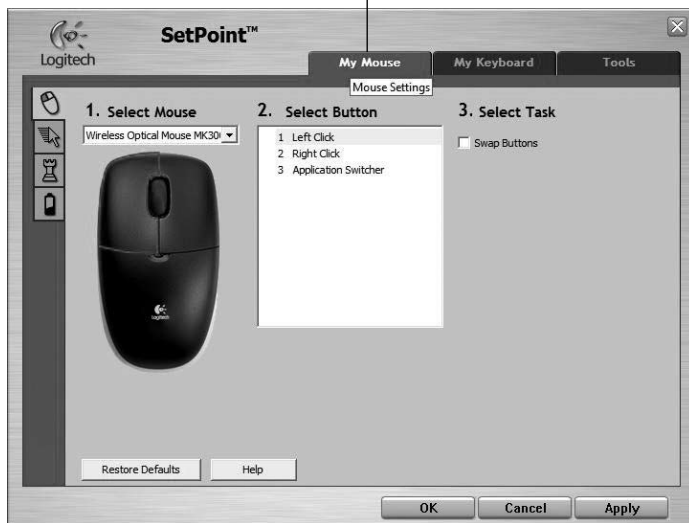 SetPoint™
Logitech
My Mouse
My Keyboard
Tools
Mouse Settings
1. Select Mouse
2. Select Button
3. Select Task
Wireless Optical Mouse MK30
1 Left Click
2 Right Click
3 Application Switcher
Swap Buttons
Logitech
Restore Defaults
Help
OK
Cancel
Apply